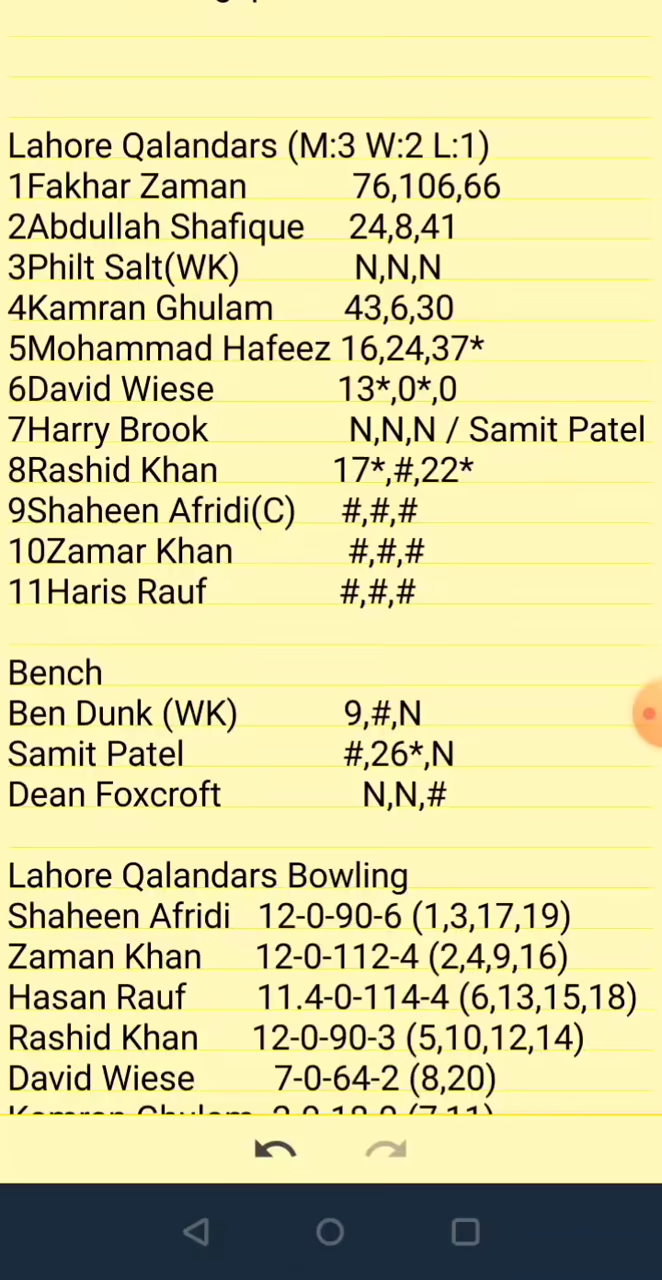 Lahore Qalandars (M:3 W:2 L:1)
1Fakhar Zaman 76,106,66
2Abdullah Shafique 24,8,41
3Philt Salt(WK) N,N,N
4Kamran Ghulam 43,6,30
5Mohammad Hafeez 16,24,37*
6David Wiese 13*,0*,0
7Harry Brook N,N,N / Samit Patel
8Rashid Khan 17*,#,22*
9Shaheen Afridi(C) #,#,#
10Zamar Khan #,#,#
11Haris Rauf #,#,#
Bench
Ben Dunk (WK) 9,#,N
Samit Patel #,26*,N
Dean Foxcroft N,N,#
Lahore Qalandars Bowling
Shaheen Afridi 12-0-90-6 (1,3,17,19)
Zaman Khan 12-0-112-4 (2,4,9,16)
Hasan Rauf 11.4-0-114-4 (6,13,15,18)
Rashid Khan 12-0-90-3 (5,10,12,14)
David Wiese 7-0-64-2 (8,20)
Kamran Ghulam